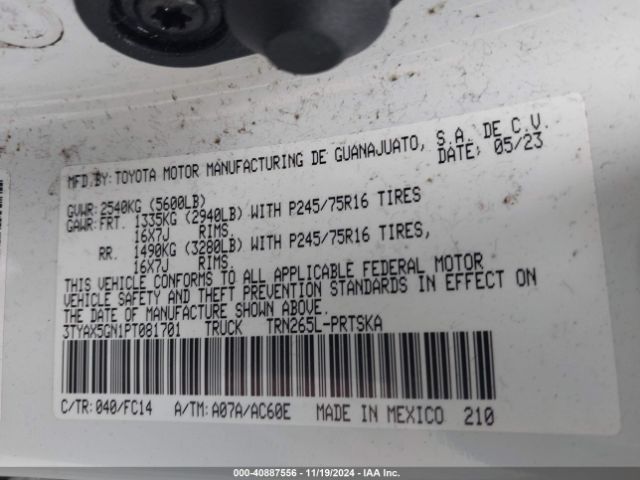 MFD.BY:TOYOTA MOTOR MANUFACTURING DE GUANAJUATO, S.A. DE C.V.
DATE: 05/23
GVWR:2540KG (5600LB)
GAWR:FRT. 1335KG (2940LB) WITH P245/75R16 TIRES
16X7J RIMS,
RR. 1490KG (3280LB) WITH P245/75R16 TIRES,
16X7J RIMS,
THIS VEHICLE CONFORMS TO ALL APPLICABLE FEDERAL MOTOR
VEHICLE SAFETY AND THEFT PREVENTION STANDARDS IN EFFECT ON
THE DATE OF MANUFACTURE SHOWN ABOVE.
3TYAX5GN1PT081701 TRUCK TRN265L-PRTSKA
C/TR:040/FC14 A/TM:A07A/AC60E MADE IN MEXICO 210
000-40887556 | 11/19/2024 | IAAI.COM